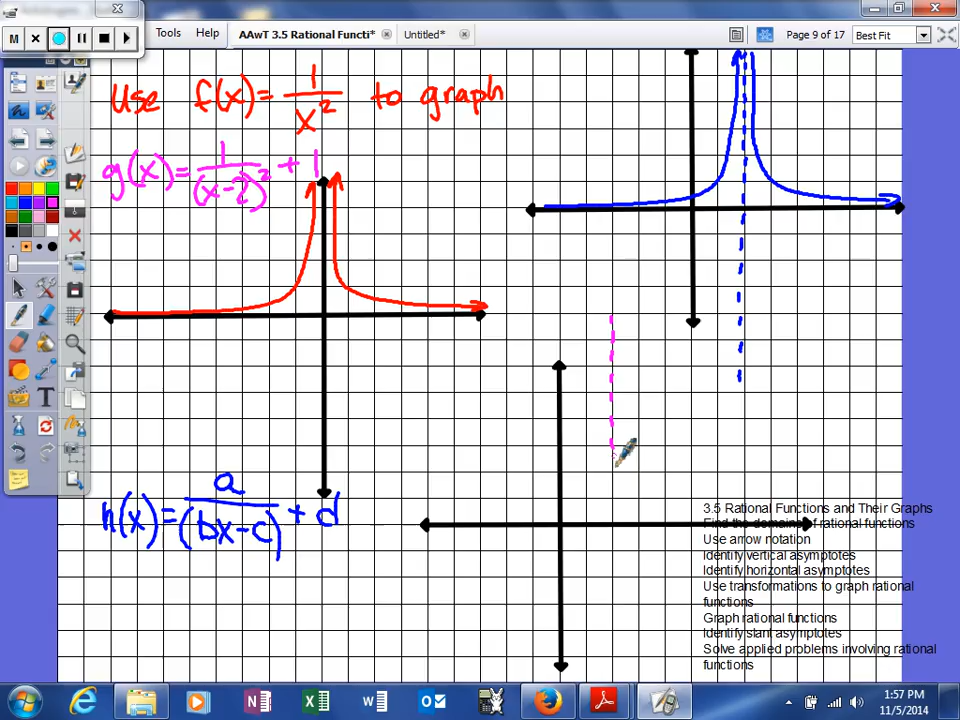 Tools Help AAwT 3.5 Rational Functi* Untitled* Page 9 of 17 Best Fit
Use f(x)= 1/x² to graph
g(x)= 1/(x-2)² + 1
h(x)= a/(bx-c) + d
3.5 Rational Functions and Their Graphs
Find the domains of rational functions
Use arrow notation
Identify vertical asymptotes
Identify horizontal asymptotes
Use transformations to graph rational
functions
Graph rational functions
Identify slant asymptotes
Solve applied problems involving rational
functions
1:57 PM
11/5/2014